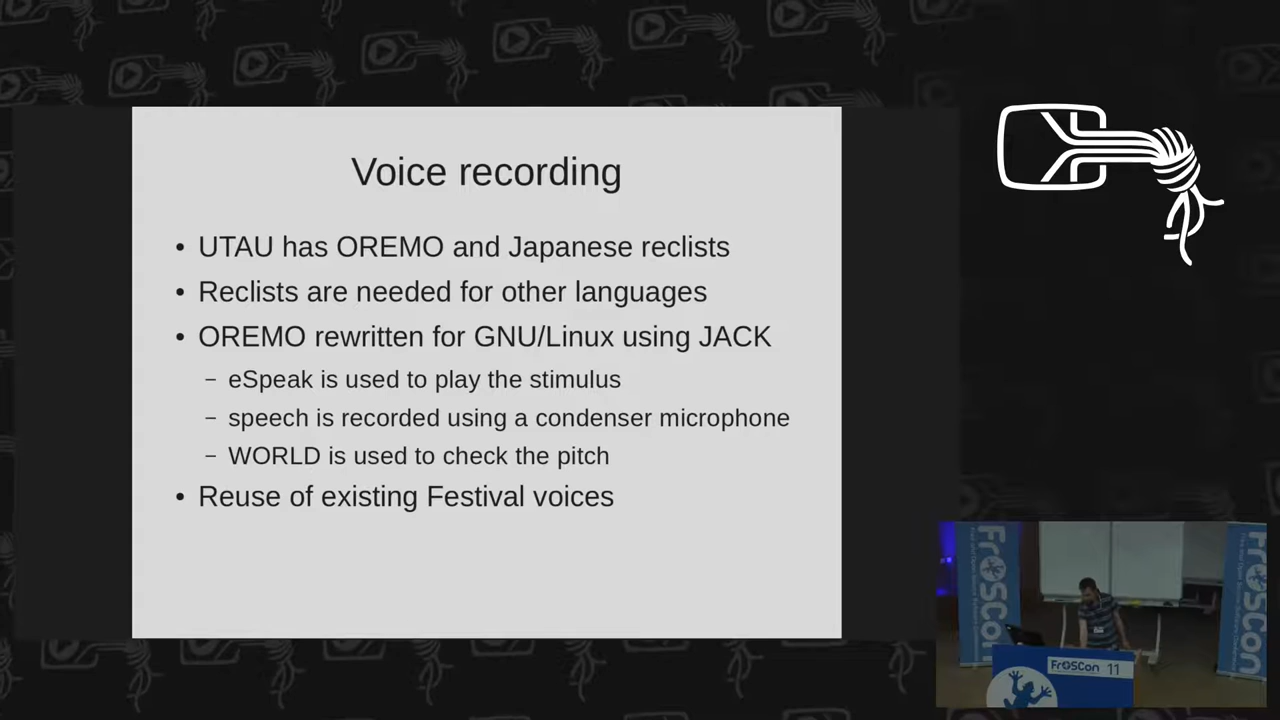 Voice recording
• UTAU has OREMO and Japanese reclists
• Reclists are needed for other languages
• OREMO rewritten for GNU/Linux using JACK
– eSpeak is used to play the stimulus
– speech is recorded using a condenser microphone
– WORLD is used to check the pitch
• Reuse of existing Festival voices
FrOSCon
FrOSCon
FrOSCon 11